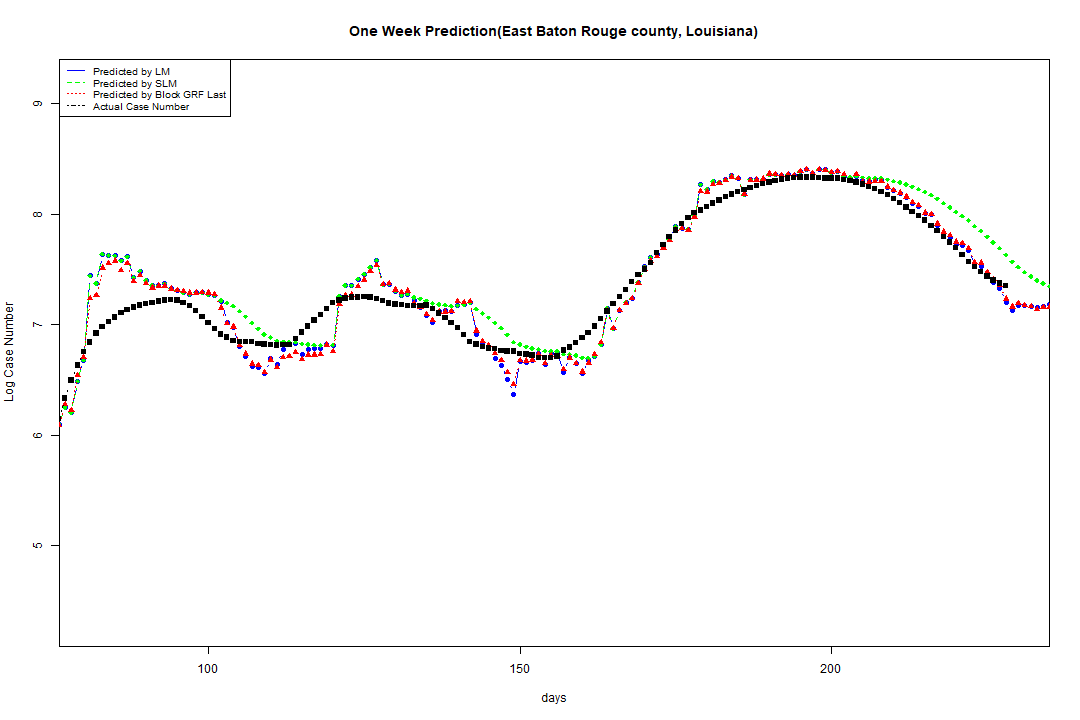 One Week Prediction(East Baton Rouge county, Louisiana)
Predicted by LM
Predicted by SLM
Predicted by Block GRF Last
Actual Case Number
9
8
7
6
5
Log Case Number
100
150
200
days